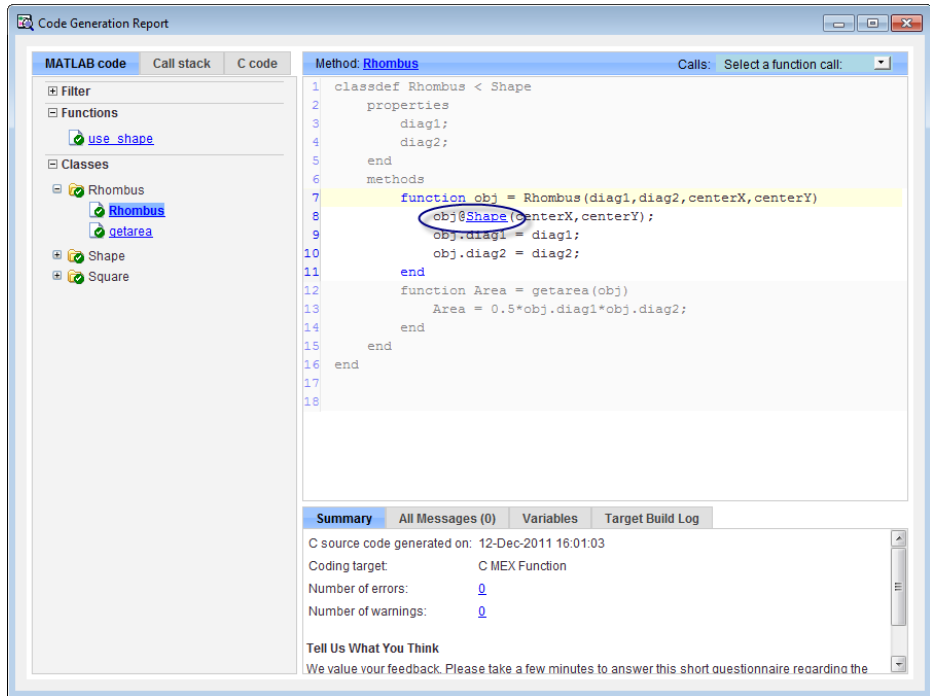 Code Generation Report
MATLAB code Call stack C code
Filter
Functions
use_shape
Classes
Rhombus
Rhombus
getarea
Shape
Square
Method: Rhombus Calls: Select a function call:
1 classdef Rhombus < Shape
2 properties
3 diag1;
4 diag2;
5 end
6 methods
7 function obj = Rhombus(diag1,diag2,centerX,centerY)
8 obj@Shape(centerX,centerY);
9 obj.diag1 = diag1;
10 obj.diag2 = diag2;
11 end
12 function Area = getarea(obj)
13 Area = 0.5*obj.diag1*obj.diag2;
14 end
15 end
16 end
17
18
Summary All Messages (0) Variables Target Build Log
C source code generated on: 12-Dec-2011 16:01:03
Coding target: C MEX Function
Number of errors: 0
Number of warnings: 0
Tell Us What You Think
We value your feedback. Please take a few minutes to answer this short questionnaire regarding the